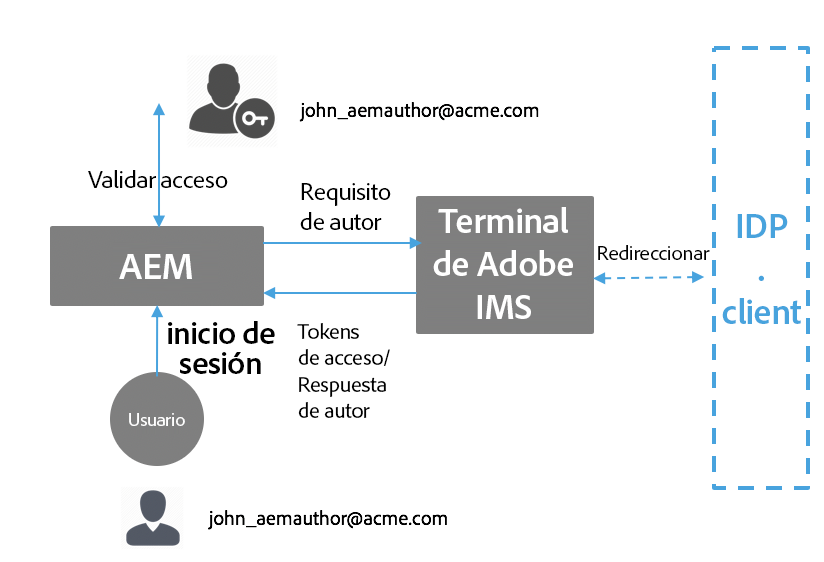 john_aemauthor@acme.com
Validar acceso
Requisito
de autor
AEM
Terminal
de Adobe
IMS
Redireccionar
IDP
.
client
inicio de
sesión
Tokens
de acceso/
Respuesta
de autor
Usuario
john_aemauthor@acme.com